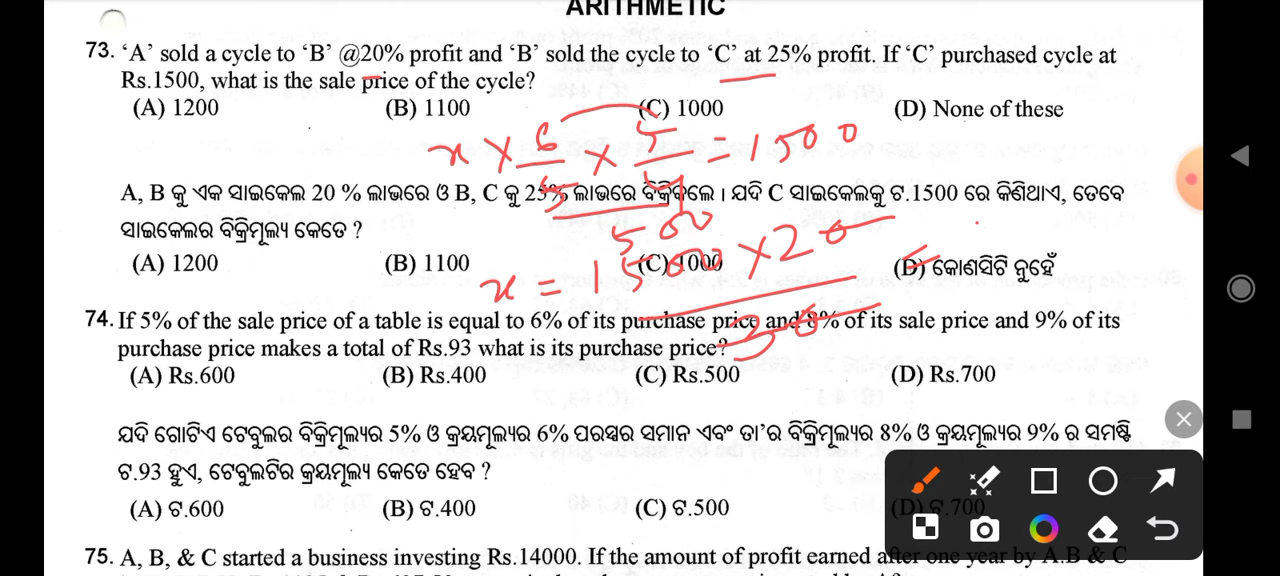 ARITHMETIC
73. ‘A’ sold a cycle to ‘B’ @20% profit and ‘B’ sold the cycle to ‘C’ at 25% profit. If ‘C’ purchased cycle at
Rs.1500, what is the sale price of the cycle?
(A) 1200 (B) 1100 (C) 1000 (D) None of these
x × 6/5 × 5/4 = 1500
A, B କୁ ଏକ ସାଇକେଲ 20 % ଲାଭରେ ଓ B, C କୁ 25% ଲାଭରେ ବିକ୍ରିକଲେ । ଯଦି C ସାଇକେଲକୁ ଟ.1500 ରେ କିଣିଥାଏ, ତେବେ
ସାଇକେଲର ବିକ୍ରିମୂଲ୍ୟ କେତେ ?
500
(A) 1200 (B) 1100 (C) 1000 (D) କୋଣସିଟି ନୁହେଁ
x = 1500 × 20
30
74. If 5% of the sale price of a table is equal to 6% of its purchase price and 8% of its sale price and 9% of its
purchase price makes a total of Rs.93 what is its purchase price?
(A) Rs.600 (B) Rs.400 (C) Rs.500 (D) Rs.700
ଯଦି ଗୋଟିଏ ଟେବୁଲର ବିକ୍ରିମୂଲ୍ୟର 5% ଓ କ୍ରୟମୂଲ୍ୟର 6% ପରସ୍ପର ସମାନ ଏବଂ ତା'ର ବିକ୍ରିମୂଲ୍ୟର 8% ଓ କ୍ରୟମୂଲ୍ୟର 9% ର ସମଷ୍ଟି
ଟ.93 ହୁଏ, ଟେବୁଲଟିର କ୍ରୟମୂଲ୍ୟ କେତେ ହେବ ?
(A) ଟ.600 (B) ଟ.400 (C) ଟ.500 (D) ଟ.700
75. A, B, & C started a business investing Rs.14000. If the amount of profit earned after one year by A.B & C